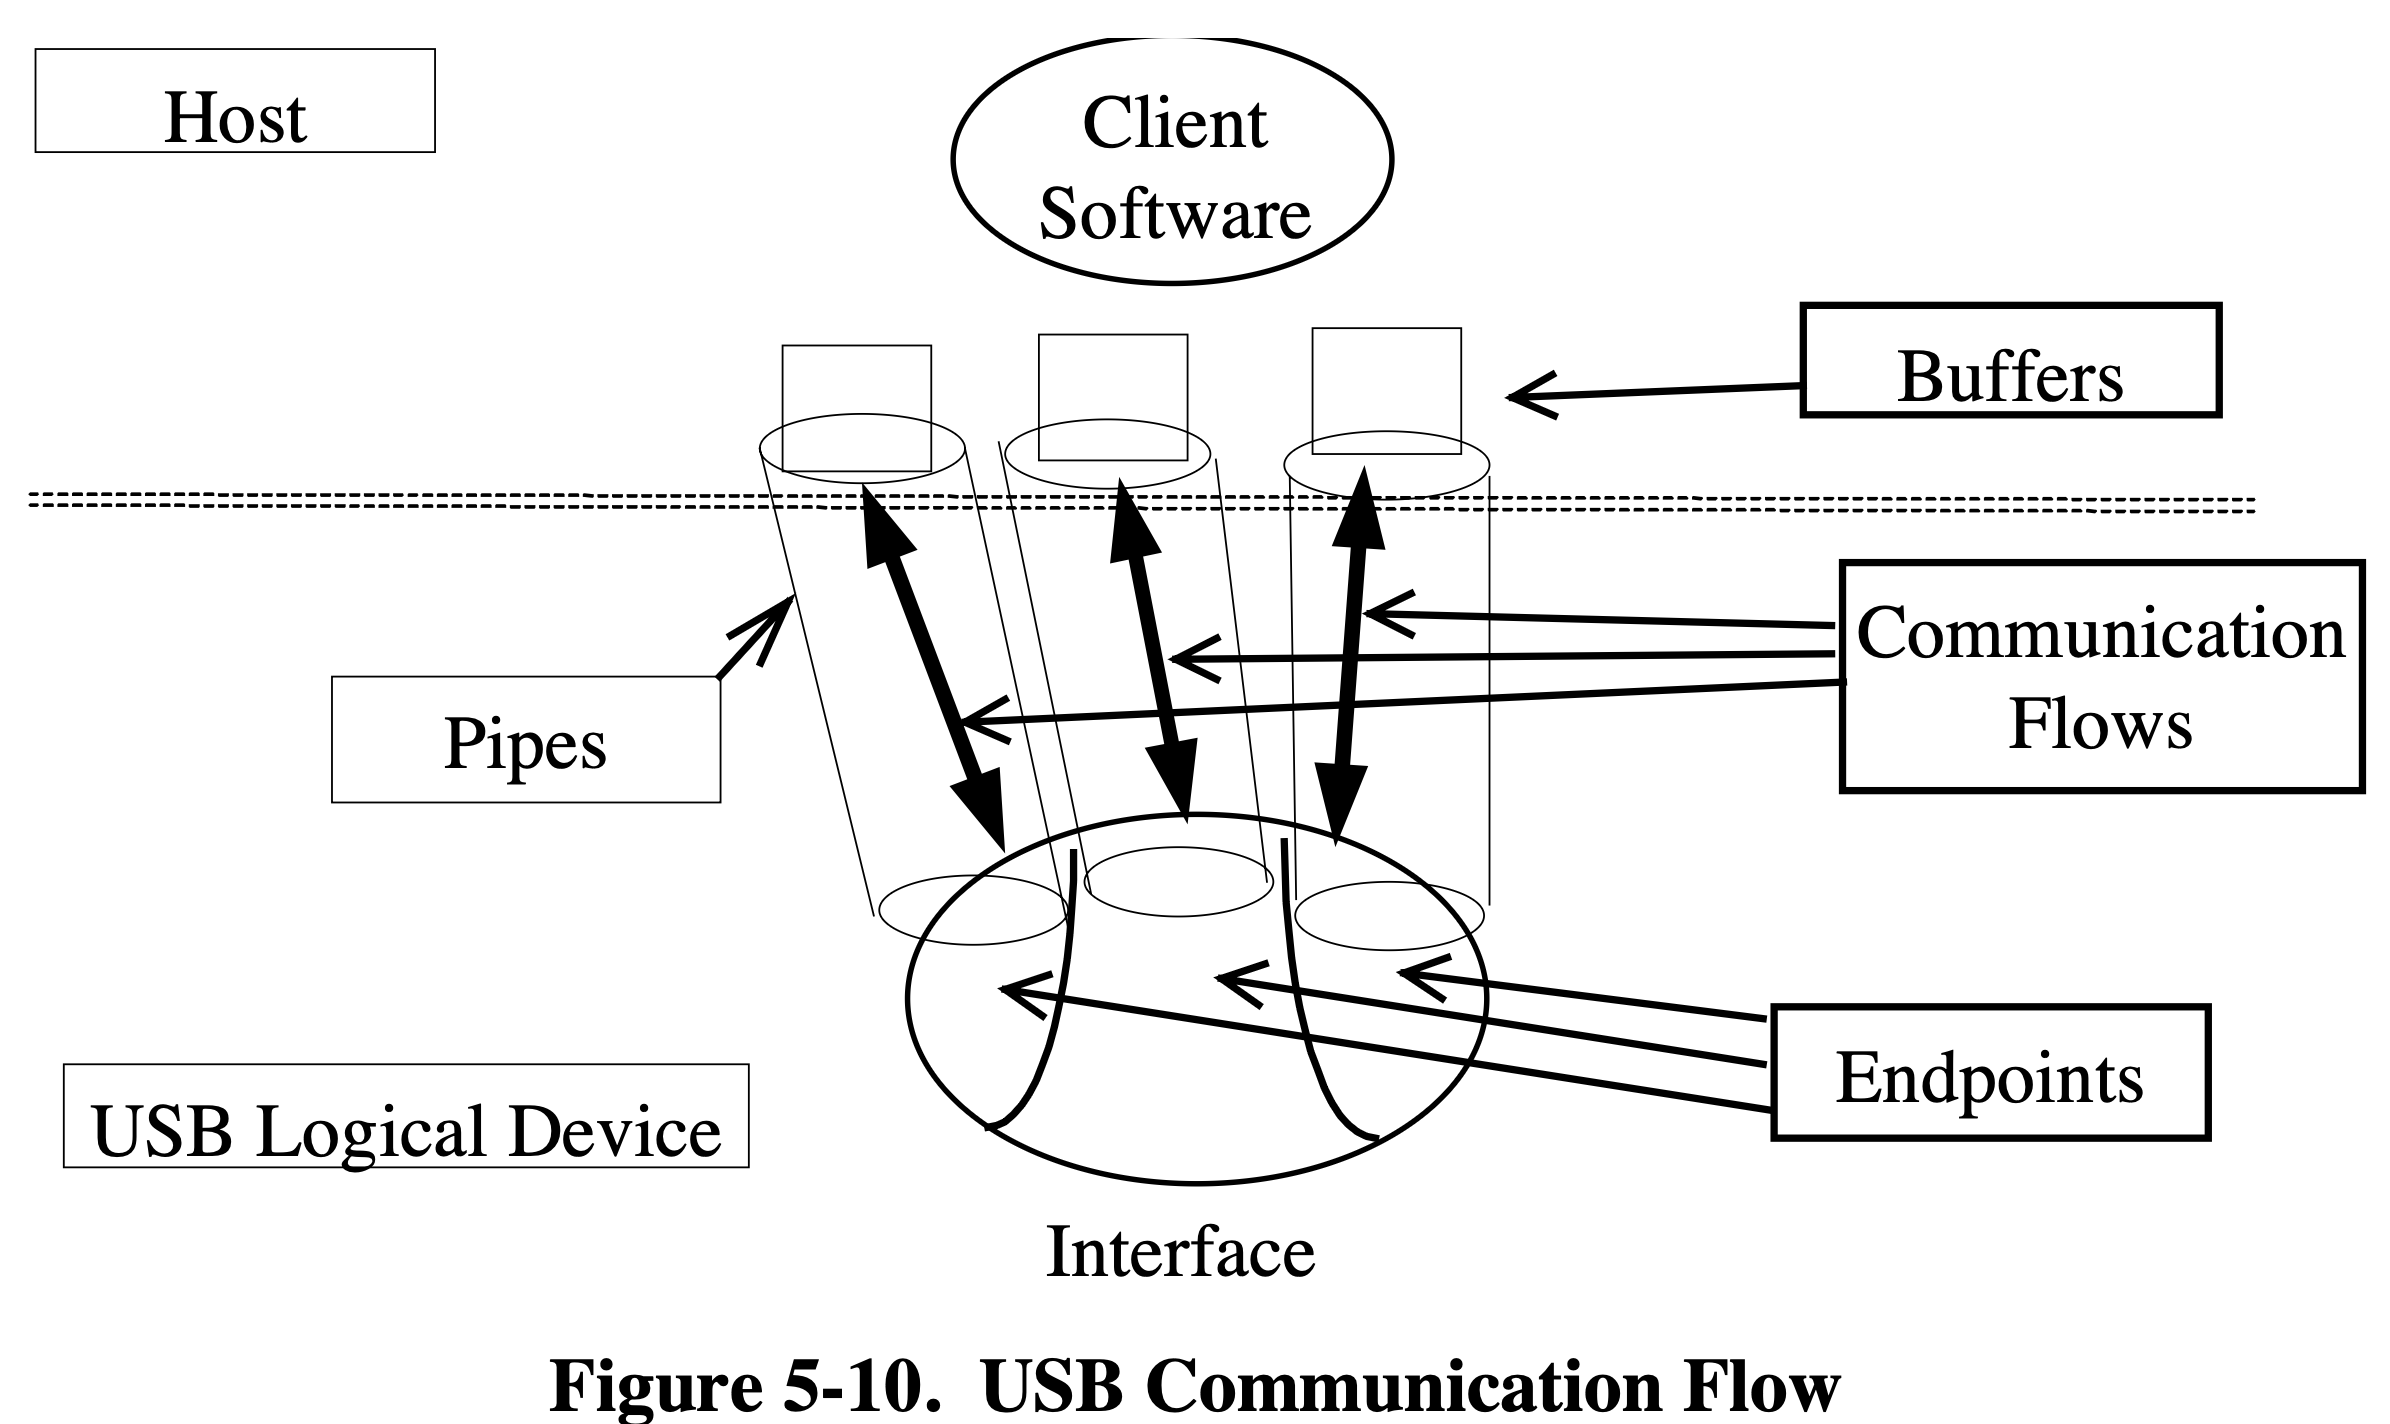 Host
Client
Software
Buffers
Communication
Flows
Pipes
Endpoints
USB Logical Device
Interface
Figure 5-10.  USB Communication Flow